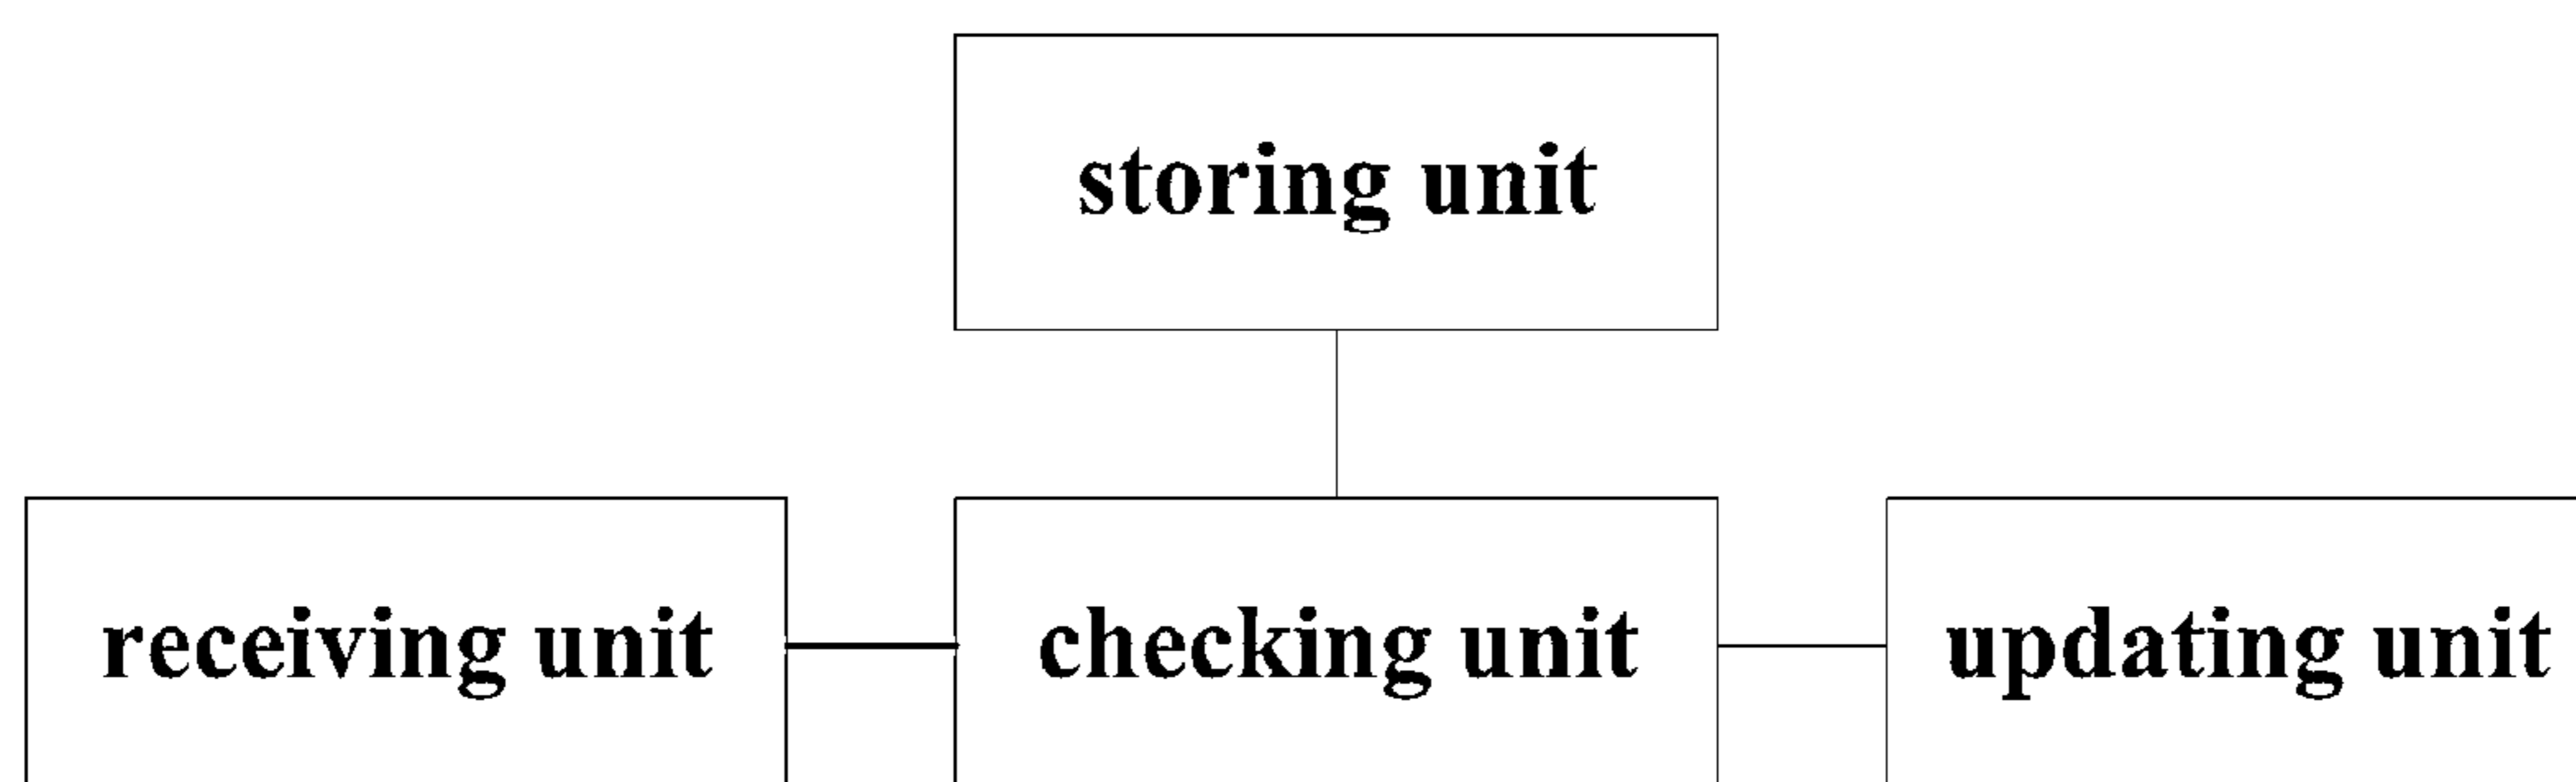 storing unit
receiving unit
checking unit
updating unit